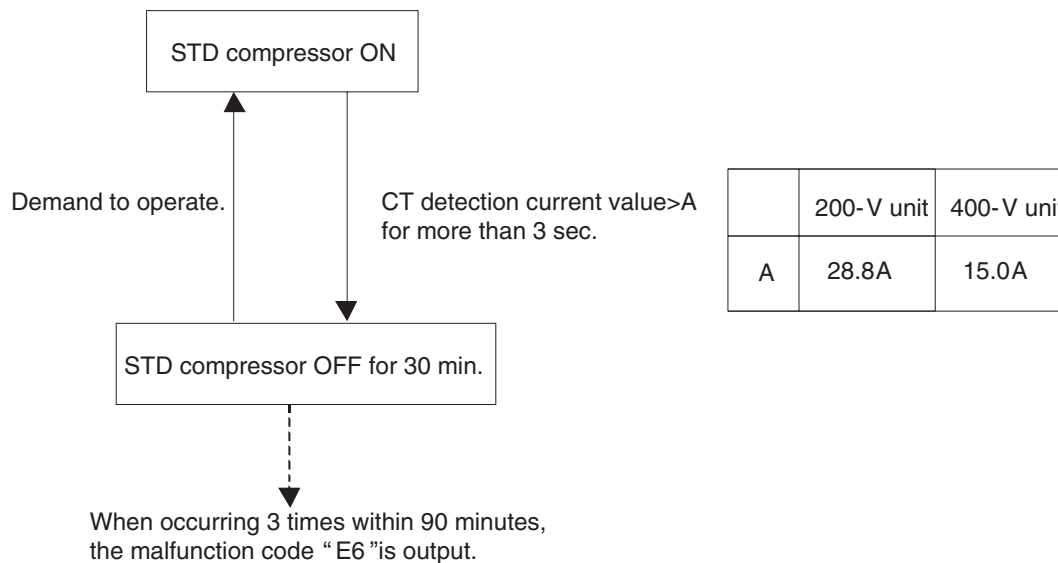 STD compressor ON
Demand to operate.
CT detection current value>A
for more than 3 sec.
200-V unit 400-V unit
A 28.8A 15.0A
STD compressor OFF for 30 min.
When occurring 3 times within 90 minutes,
the malfunction code “E6”is output.